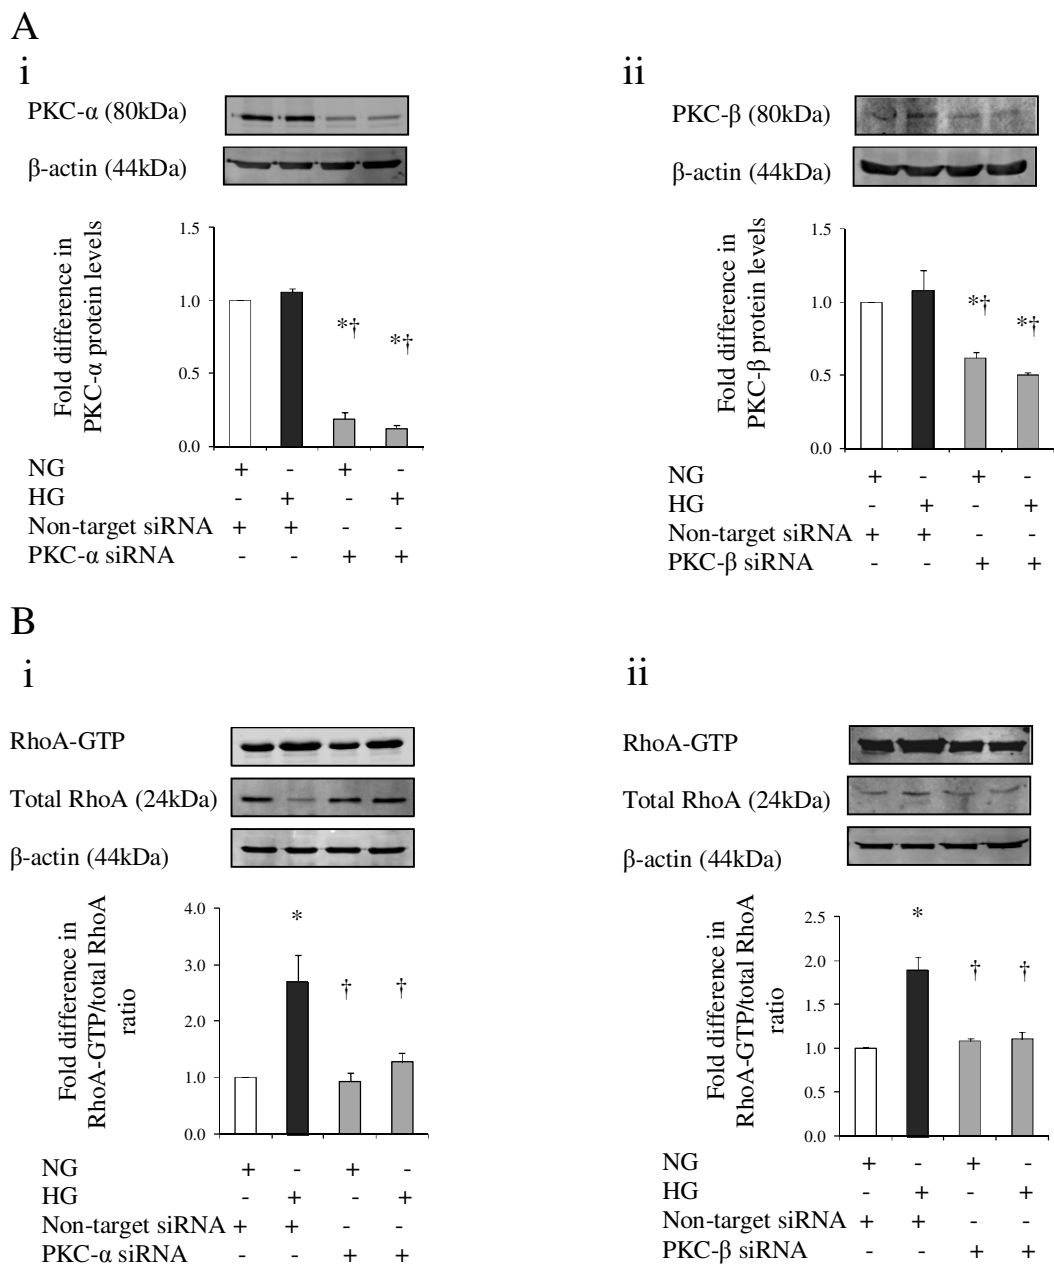 A
i
PKC-α (80kDa)
β-actin (44kDa)
Fold difference in
PKC-α protein levels
1.5
1.0
0.5
0.0
*†
*†
NG + - + -
HG - + - +
Non-target siRNA + + - -
PKC-α siRNA - - + +
ii
PKC-β (80kDa)
β-actin (44kDa)
Fold difference in
PKC-β protein levels
1.5
1.0
0.5
0.0
*†
*†
NG + - + -
HG - + - +
Non-target siRNA + + - -
PKC-β siRNA - - + +
B
i
RhoA-GTP
Total RhoA (24kDa)
β-actin (44kDa)
Fold difference in
RhoA-GTP/total RhoA
ratio
4.0
3.0
2.0
1.0
0.0
*
†
†
NG + - + -
HG - + - +
Non-target siRNA + + - -
PKC-α siRNA - - + +
ii
RhoA-GTP
Total RhoA (24kDa)
β-actin (44kDa)
Fold difference in
RhoA-GTP/total RhoA
ratio
2.5
2.0
1.5
1.0
0.5
0.0
*
†
†
NG + - + -
HG - + - +
Non-target siRNA + + - -
PKC-β siRNA - - + +